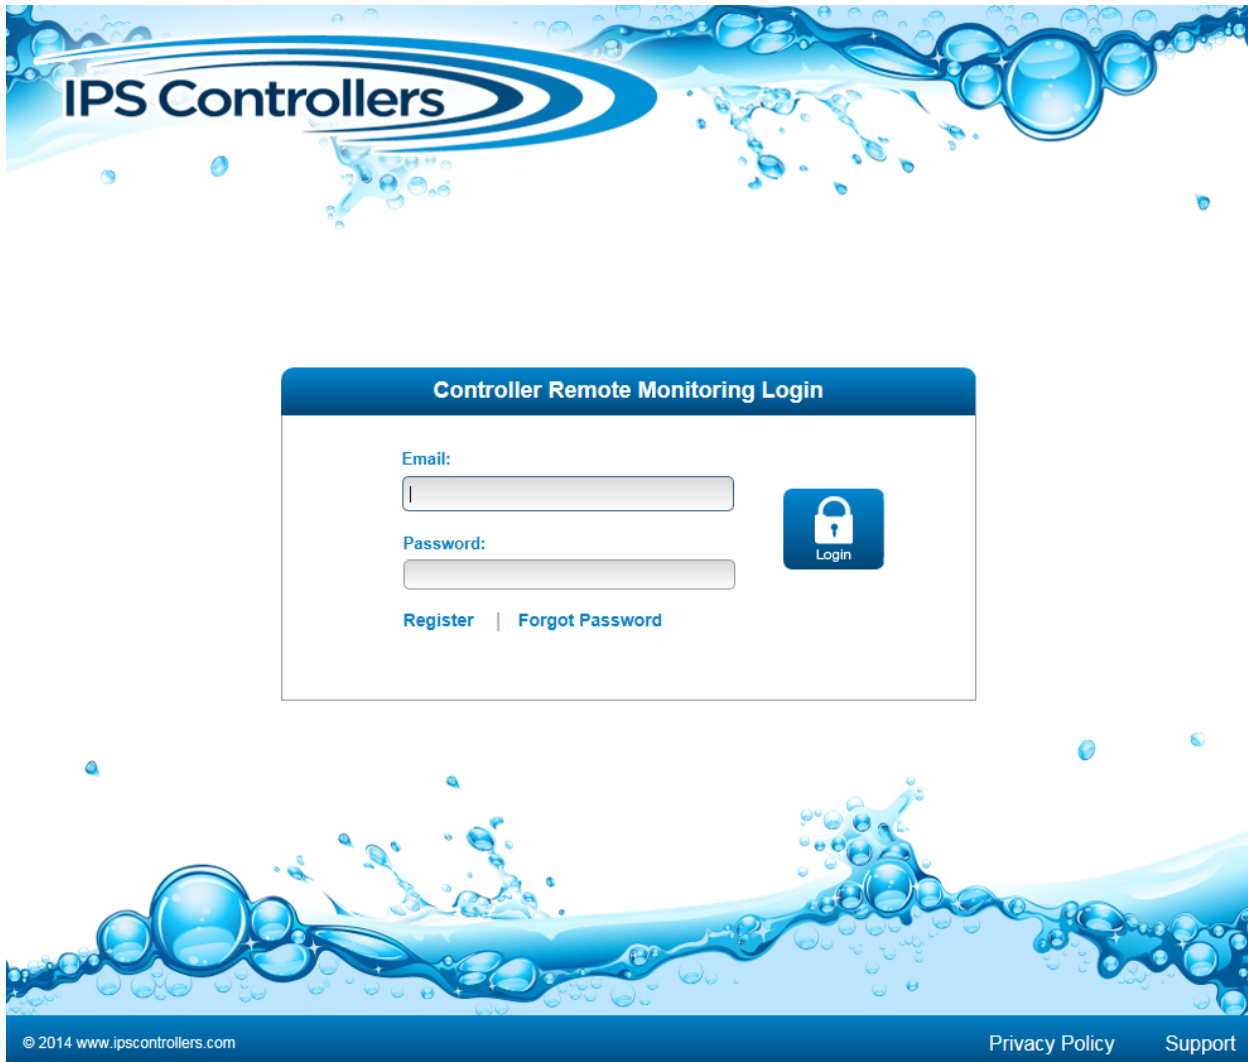 IPS Controllers
Controller Remote Monitoring Login
Email:
Password:
Login
Register | Forgot Password
© 2014 www.ipscontrollers.com
Privacy Policy
Support